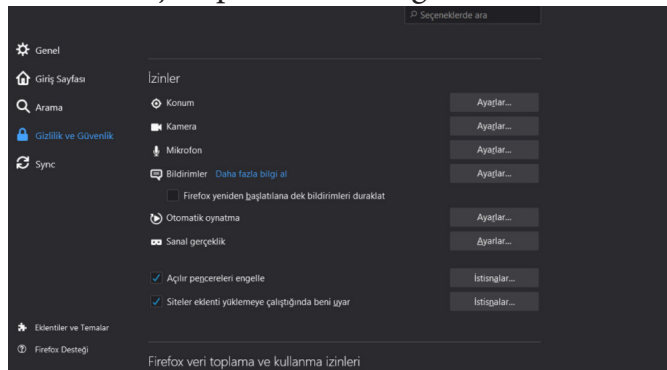 Seçeneklerde ara
Genel
Giriş Sayfası
Arama
Gizlilik ve Güvenlik
Sync
İzinler
Konum Ayarlar...
Kamera Ayarlar...
Mikrofon Ayarlar...
Bildirimler Daha fazla bilgi al Ayarlar...
Firefox yeniden başlatılana dek bildirimleri duraklat
Otomatik oynatma Ayarlar...
Sanal gerçeklik Ayarlar...
Açılır pencereleri engelle İstisnalar...
Siteler eklenti yüklemeye çalıştığında beni uyar İstisnalar...
Eklentiler ve Temalar
Firefox Desteği
Firefox veri toplama ve kullanma izinleri